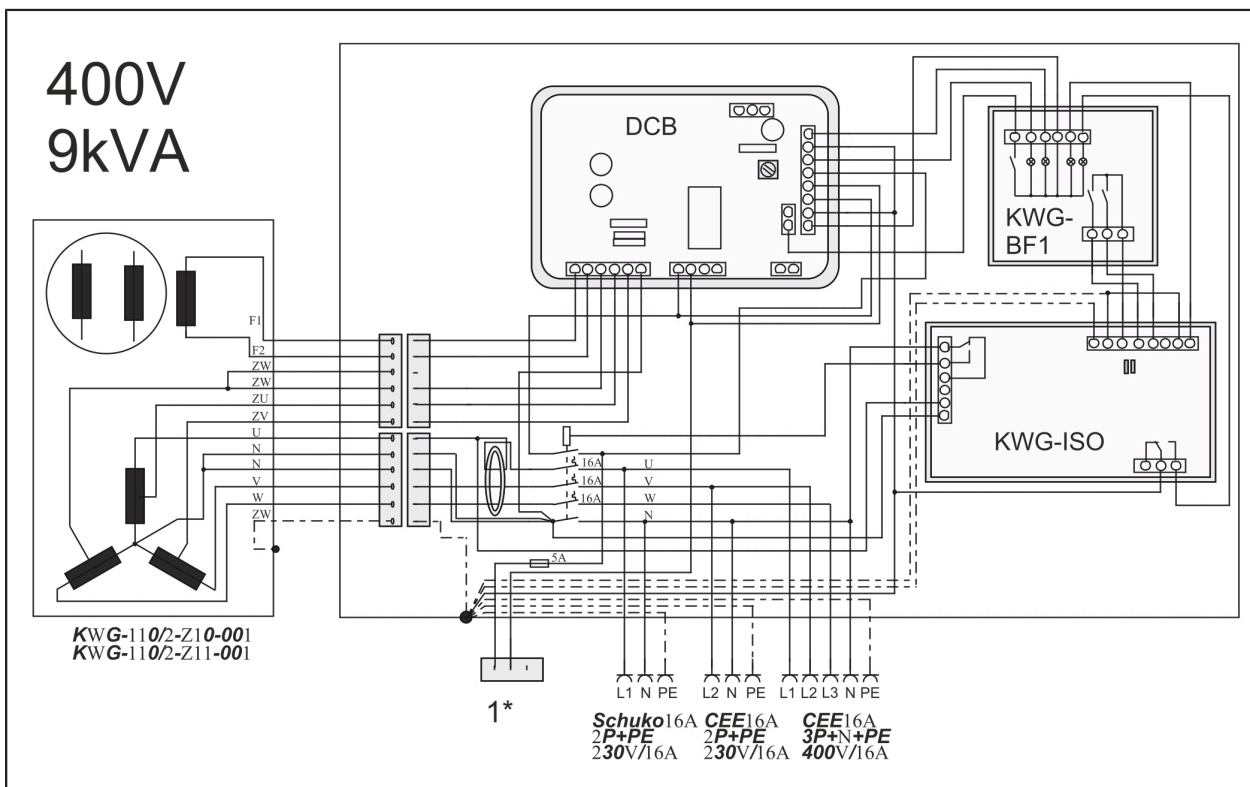 400V
9kVA
DCB
KWG-
BF1
KWG-ISO
F1
F2
ZW
ZW
ZU
ZV
U
N
N
V
W
ZW
16A
U
16A
V
16A
W
N
5A
KWG-110/2-Z10-001
KWG-110/2-Z11-001
1*
L1 N PE
L2 N PE
L1 L2 L3 N PE
Schuko16A
2P+PE
230V/16A
CEE16A
2P+PE
230V/16A
CEE16A
3P+N+PE
400V/16A